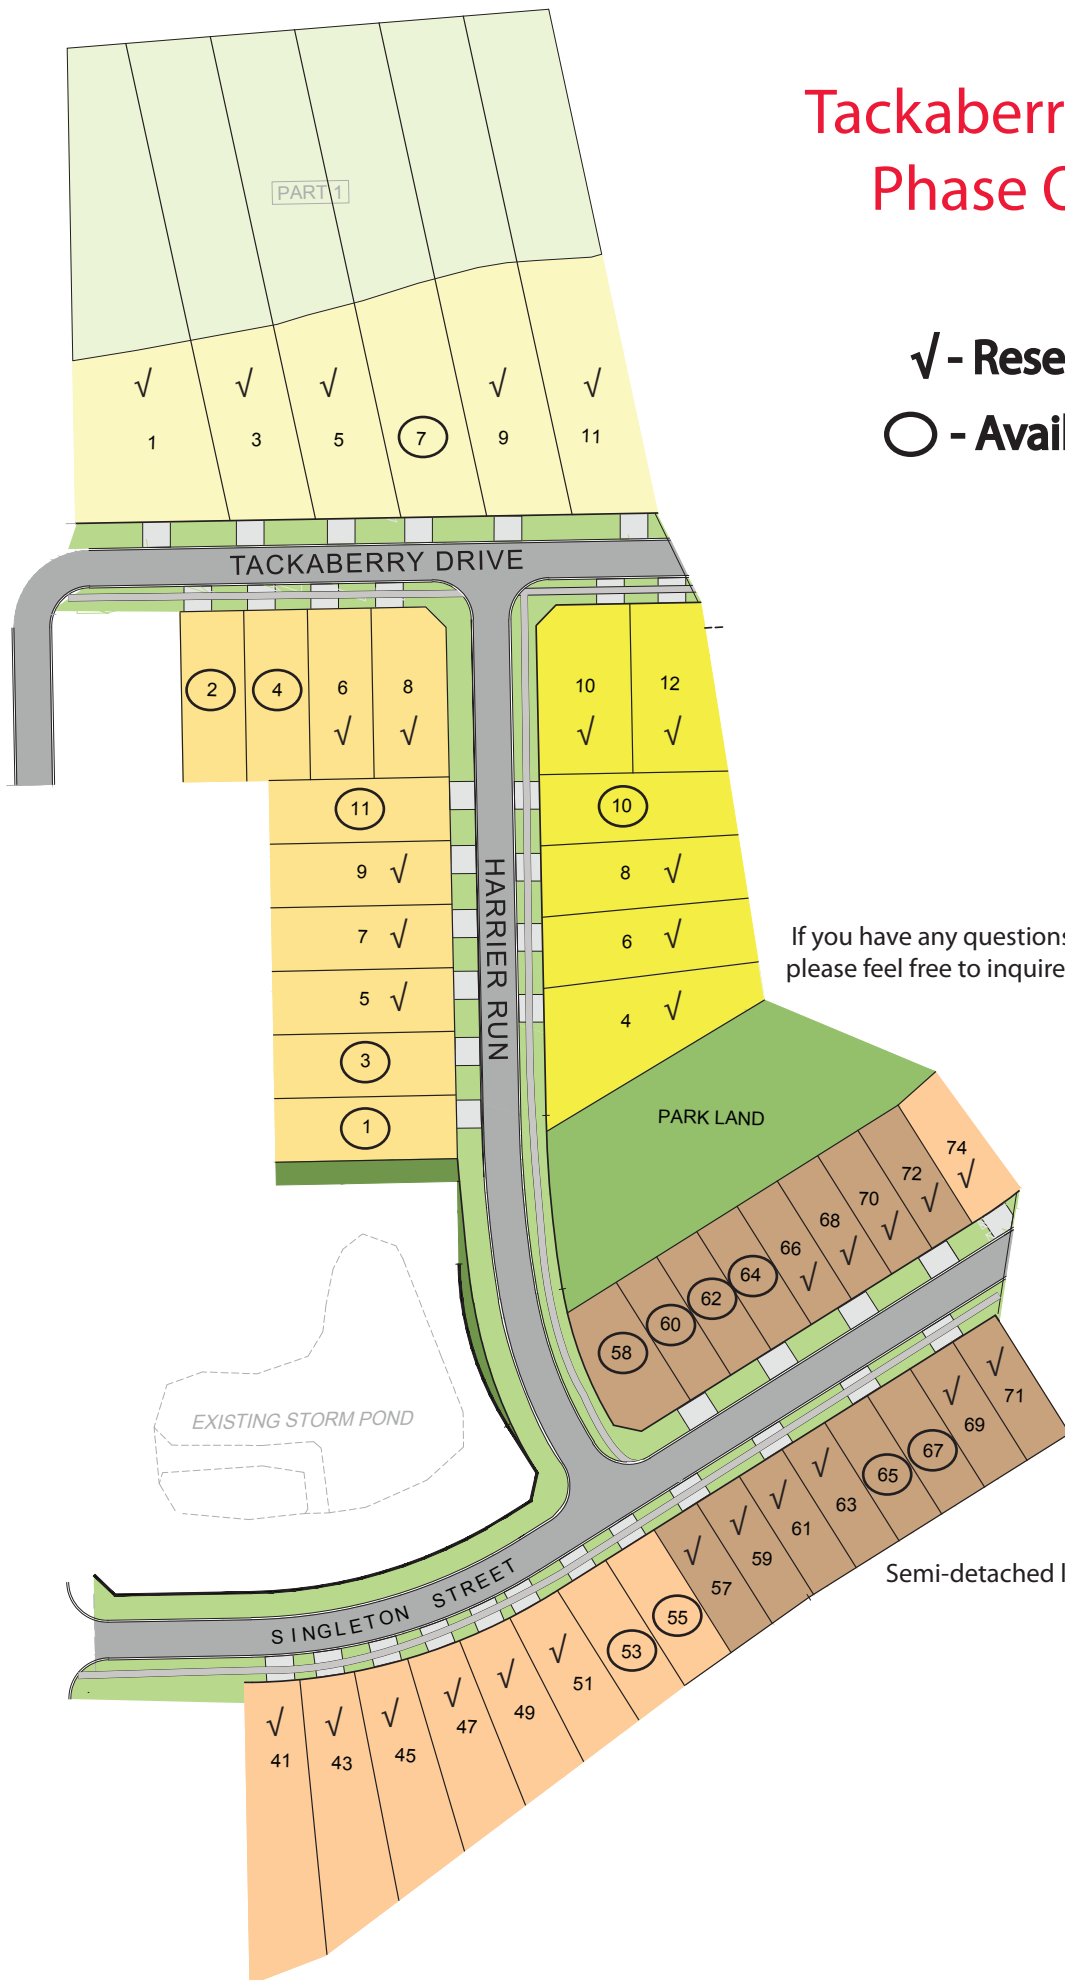 Tackaberr
Phase
PART 1
√ - Rese
- Avail
√ √ √ √ √
1 3 5 7 9 11
TACKABERRY DRIVE
2 4 6 8
√ √
10 12
√ √
11
9 √
7 √
5 √
3
1
HARRIER RUN
10
8 √
6 √
4 √
If you have any questions
please feel free to inquire
PARK LAND
58 60 62 64 66 68 70 72 74
√ √ √ √ √
EXISTING STORM POND
SINGLETON STREET
√ √ √ √ √ √
41 43 45 47 49 51 53 55
√ √ √ √ √ √
57 59 61 63 65 67 69 71
Semi-detached l